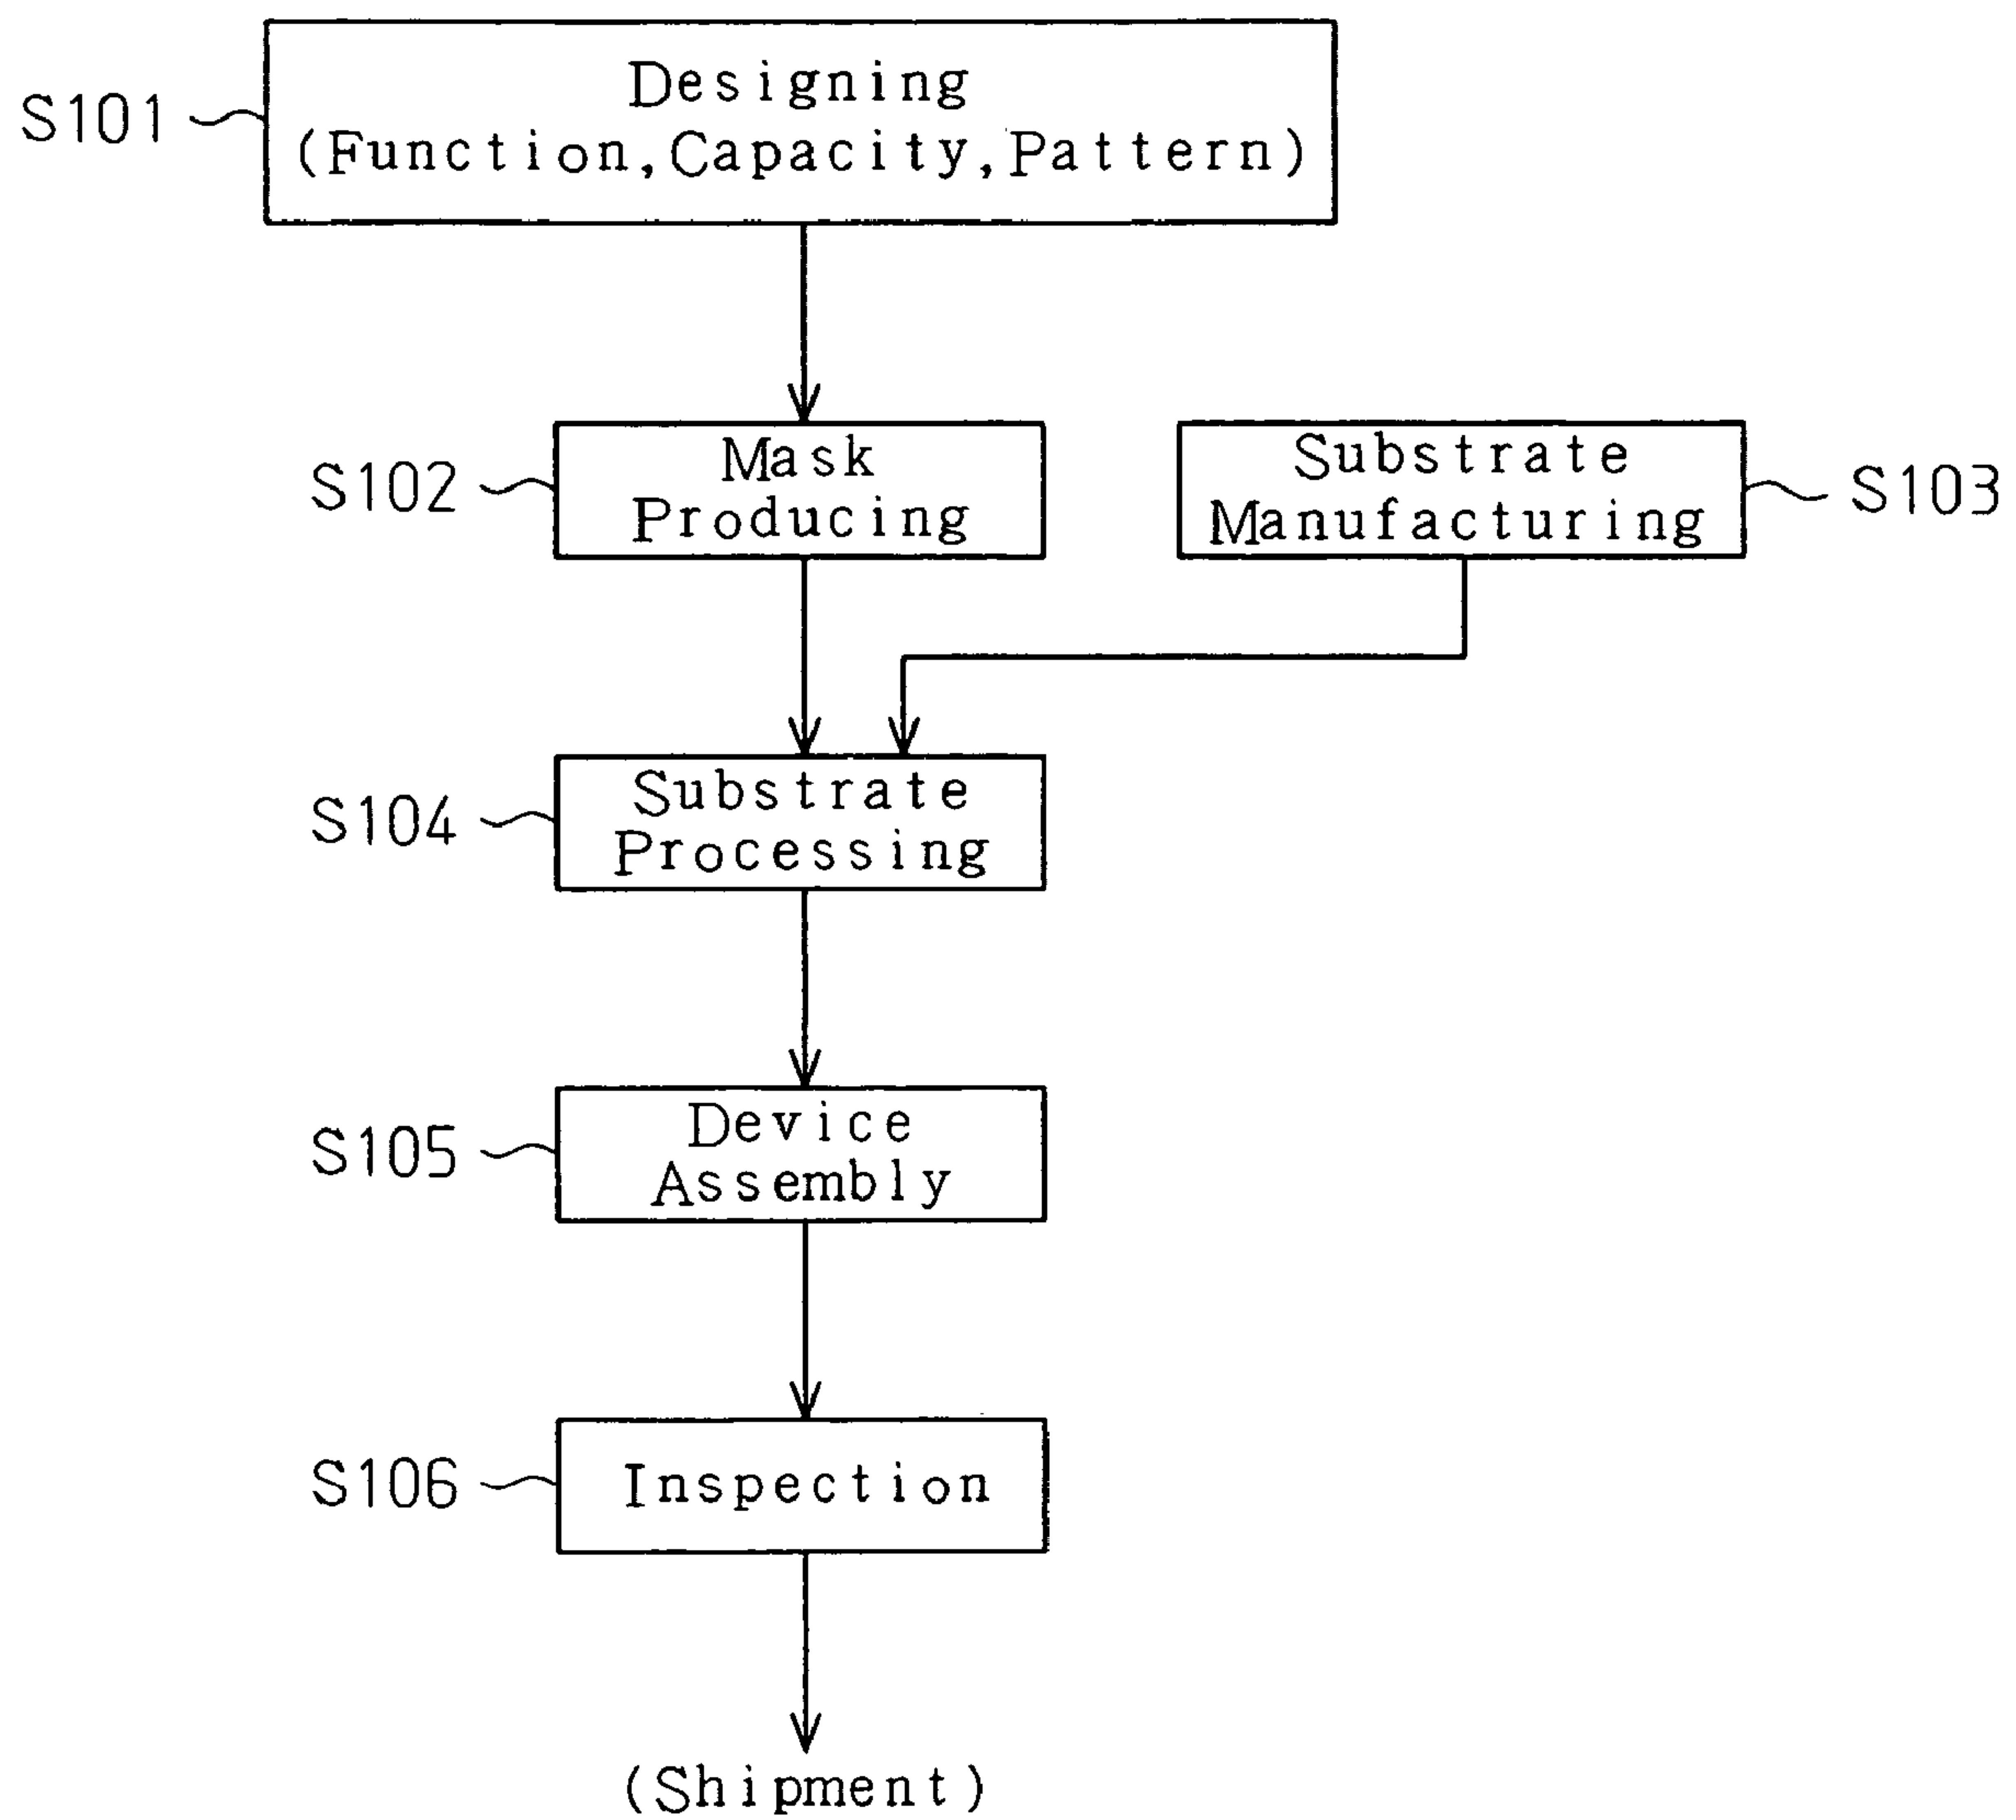 S101
Designing
(Function,Capacity,Pattern)
S102
Mask
Producing
Substrate
Manufacturing
S103
S104
Substrate
Processing
S105
Device
Assembly
S106
Inspection
(Shipment)